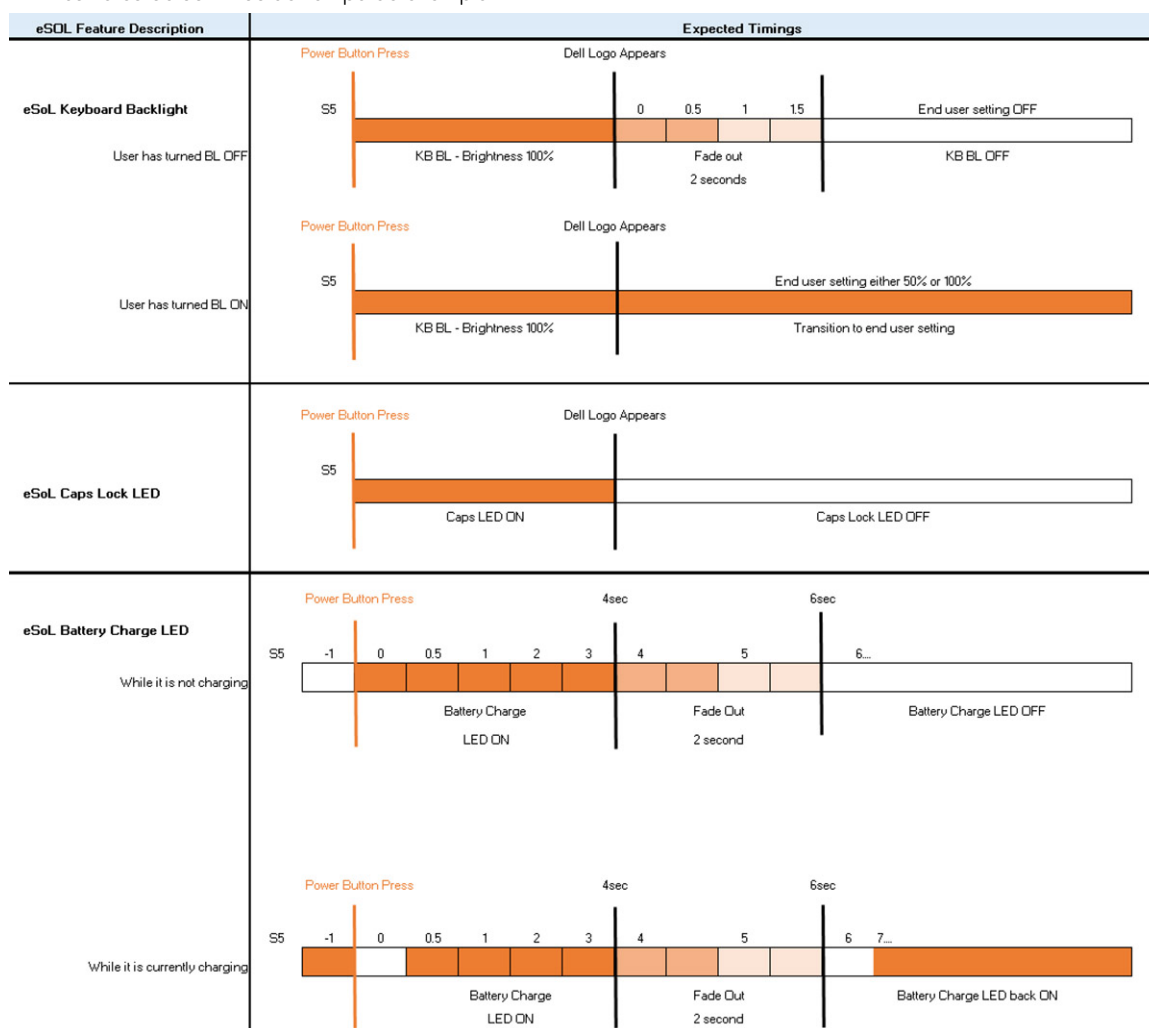 eSOL Feature Description Expected Timings
Power Button Press Dell Logo Appears
eSoL Keyboard Backlight S5 0 0.5 1 1.5 End user setting OFF
User has turned BL OFF KB BL - Brightness 100% Fade out KB BL OFF
2 seconds
Power Button Press Dell Logo Appears
S5 End user setting either 50% or 100%
User has turned BL ON
KB BL - Brightness 100% Transition to end user setting
Power Button Press Dell Logo Appears
S5
eSoL Caps Lock LED
Caps LED ON Caps Lock LED OFF
Power Button Press 4sec 6sec
eSoL Battery Charge LED
S5 -1 0 0.5 1 2 3 4 5 6....
While it is not charging
Battery Charge Fade Out Battery Charge LED OFF
LED ON 2 second
Power Button Press 4sec 6sec
S5 -1 0 0.5 1 2 3 4 5 6 7....
While it is currently charging
Battery Charge Fade Out Battery Charge LED back ON
LED ON 2 second